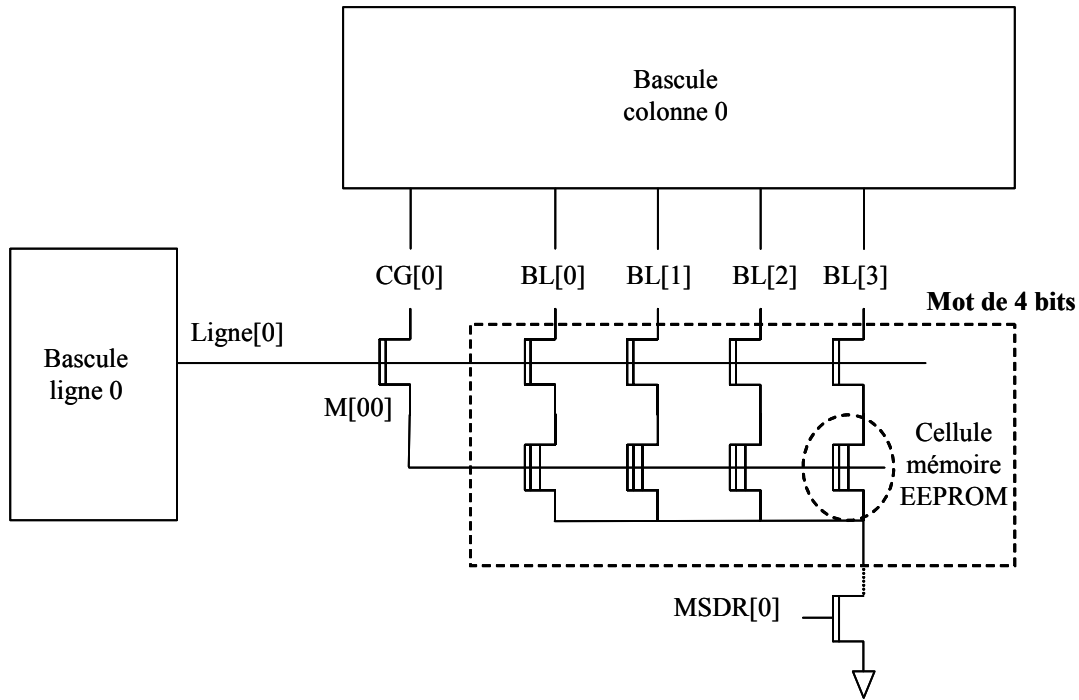 Bascule
colonne 0
CG[0]
BL[0]
BL[1]
BL[2]
BL[3]
Mot de 4 bits
Ligne[0]
Bascule
ligne 0
M[00]
Cellule
mémoire
EEPROM
MSDR[0]